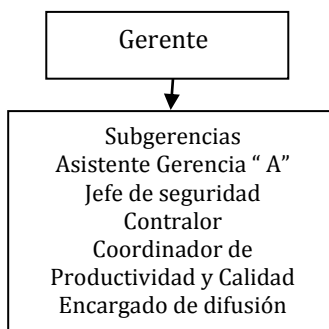 Gerente
Subgerencias
Asistente Gerencia “ A”
Jefe de seguridad
Contralor
Coordinador de
Productividad y Calidad
Encargado de difusión